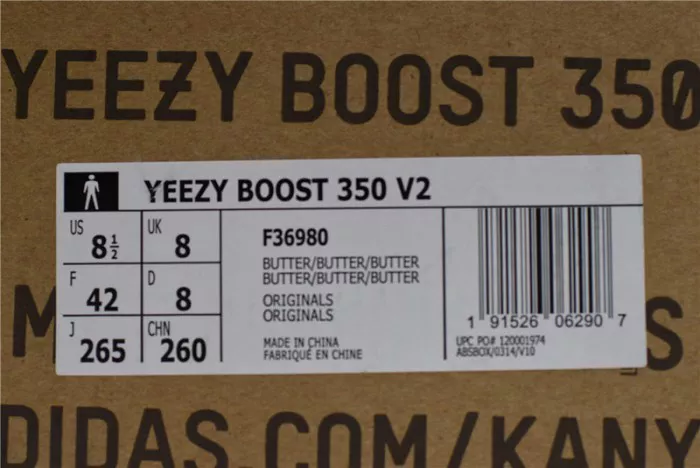 YEEZY BOOST 350
YEEZY BOOST 350 V2
US 8½ UK 8
F 42 D 8
J 265 CHN 260
F36980
BUTTER/BUTTER/BUTTER
BUTTER/BUTTER/BUTTER
ORIGINALS
ORIGINALS
MADE IN CHINA
FABRIQUÉ EN CHINE
1 91526 06290 7
UPC PO# 120001974
ABSBOX/0314/V10
M
S
DIDAS.COM/KANY